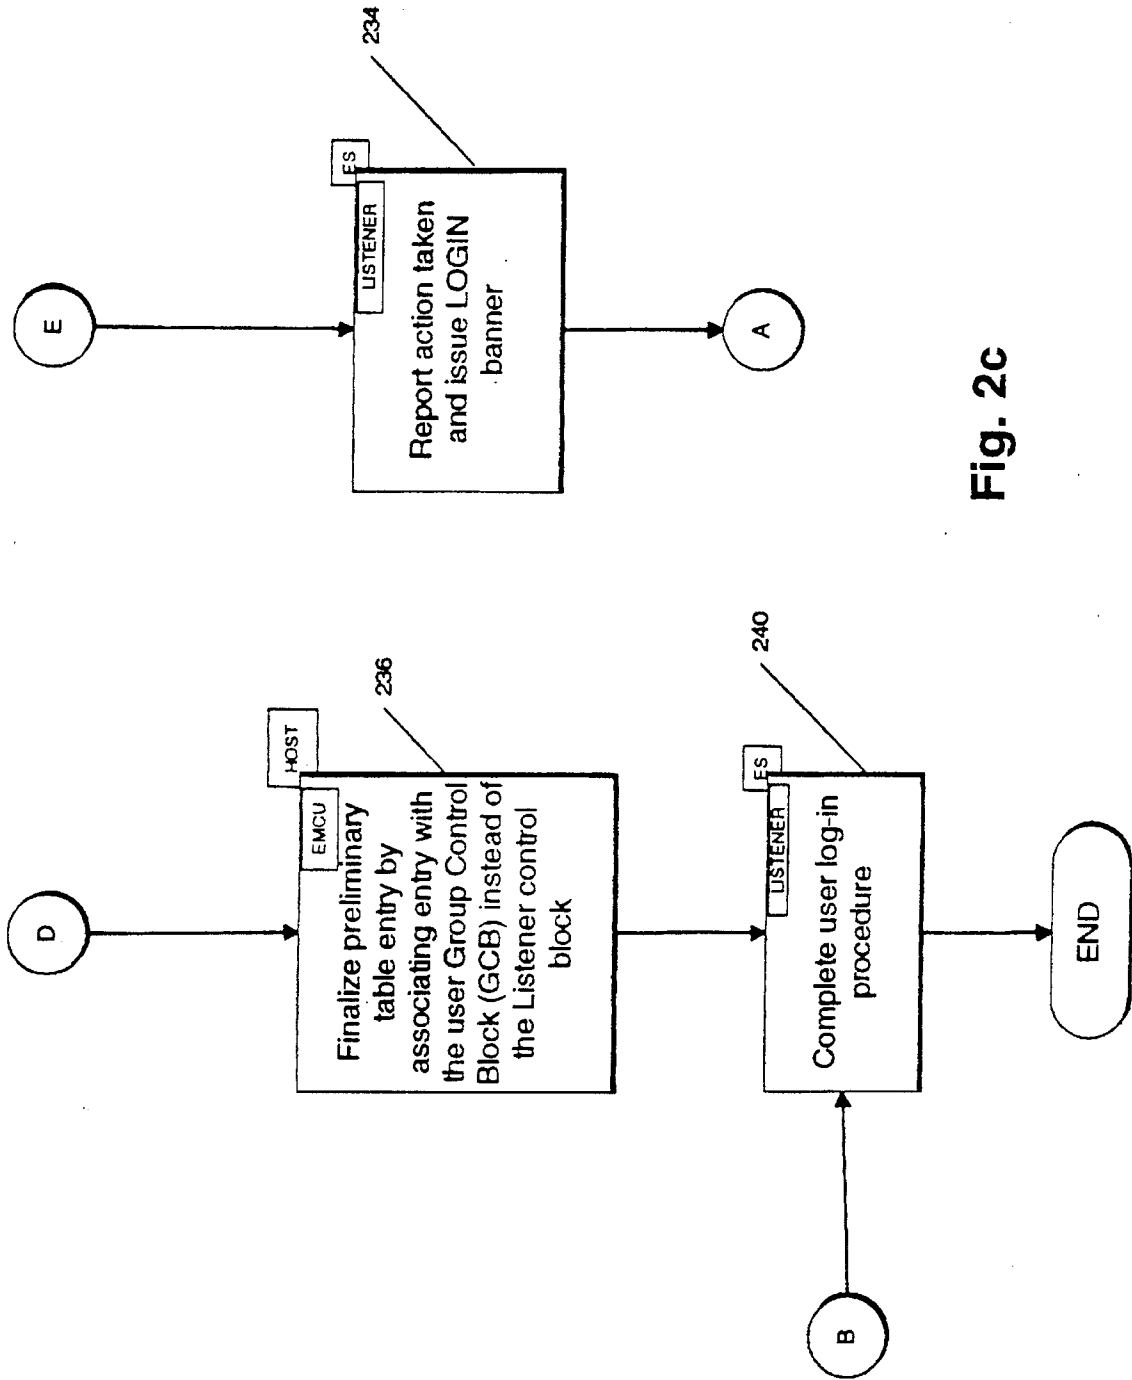 D
HOST
EMCU
236
Finalize preliminary
table entry by
associating entry with
the user Group Control
Block (GCB) instead of
the Listener control
block
B
ES
LISTENER
240
Complete user log-in
procedure
END
E
ES
LISTENER
234
Report action taken
and issue LOGIN
banner
A
Fig. 2c